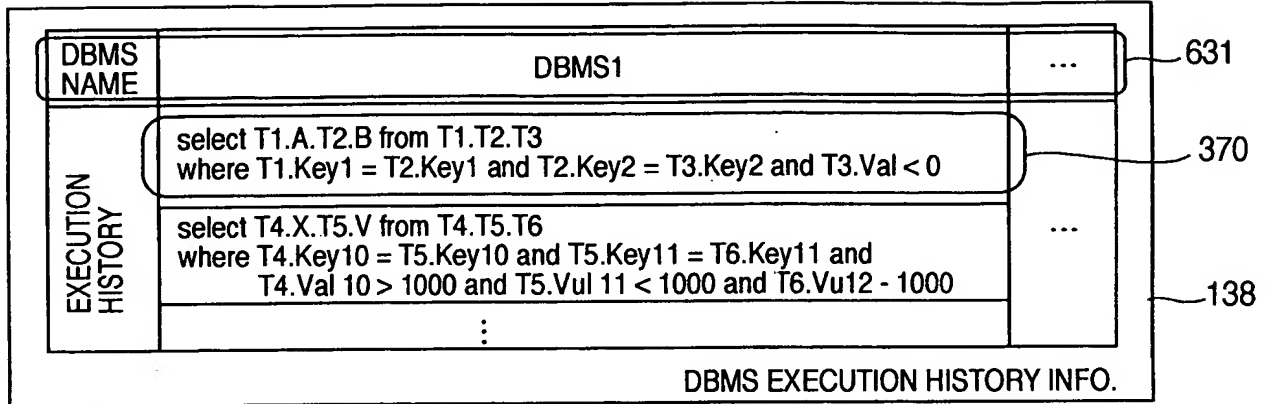 DBMS NAME
DBMS1
...
631
EXECUTION HISTORY
select T1.A.T2.B from T1.T2.T3
where T1.Key1 = T2.Key1 and T2.Key2 = T3.Key2 and T3.Val < 0
370
select T4.X.T5.V from T4.T5.T6
where T4.Key10 = T5.Key10 and T5.Key11 = T6.Key11 and
T4.Val 10 > 1000 and T5.Vul 11 < 1000 and T6.Vu12 - 1000
...
138
⋮
DBMS EXECUTION HISTORY INFO.